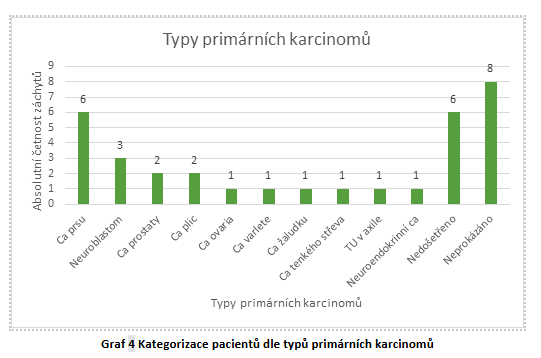 Typy primárních karcinomů
Absolutní četnost záchytů
9
8
7
6
5
4
3
2
1
0
6
3
2
2
1
1
1
1
1
1
6
8
Ca prsu
Neuroblastom
Ca prostaty
Ca plic
Ca ovaria
Ca varlete
Ca žaludku
Ca tenkého střeva
TU v axile
Neuroendokrinní ca
Nedošetřeno
Neprokázáno
Typy primárních karcinomů
Graf 4 Kategorizace pacientů dle typů primárních karcinomů